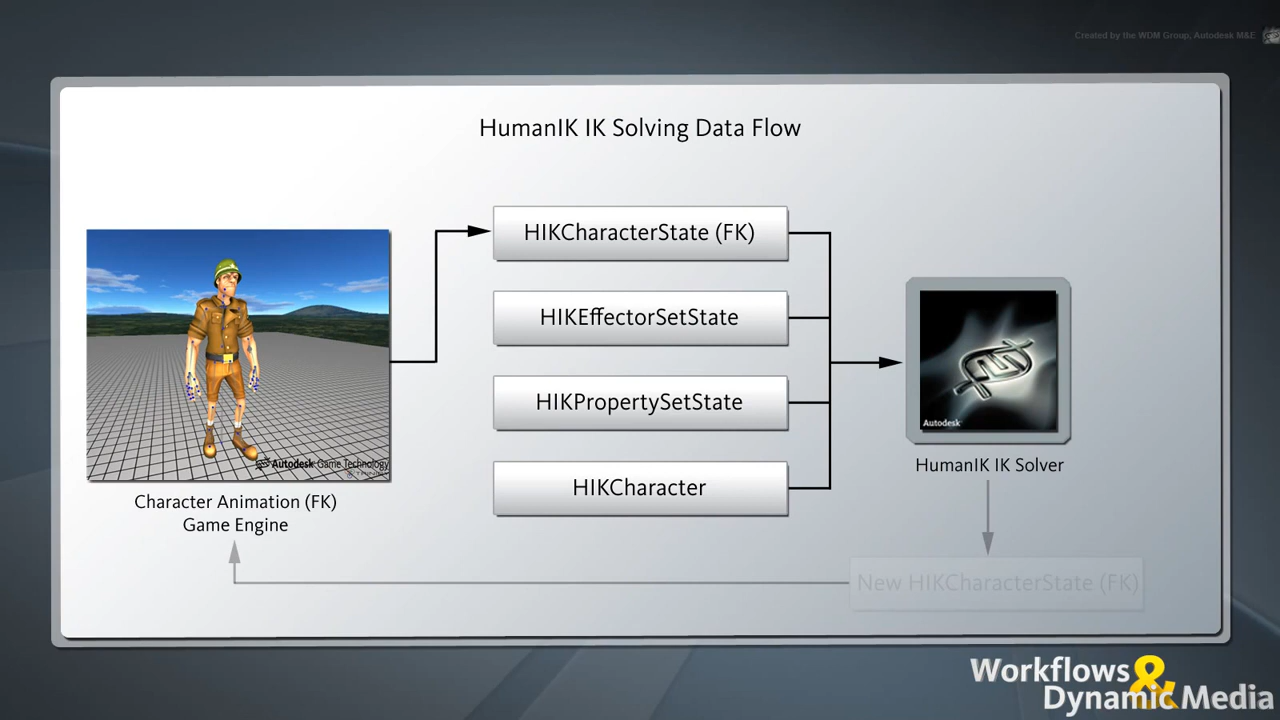 Created by the WDM Group, Autodesk M&E
HumanIK IK Solving Data Flow
HIKCharacterState (FK)
HIKEffectorSetState
HIKPropertySetState
HIKCharacter
Autodesk Game Technology
Character Animation (FK)
Game Engine
Autodesk
HumanIK IK Solver
New HIKCharacterState (FK)
Workflows &
Dynamic Media